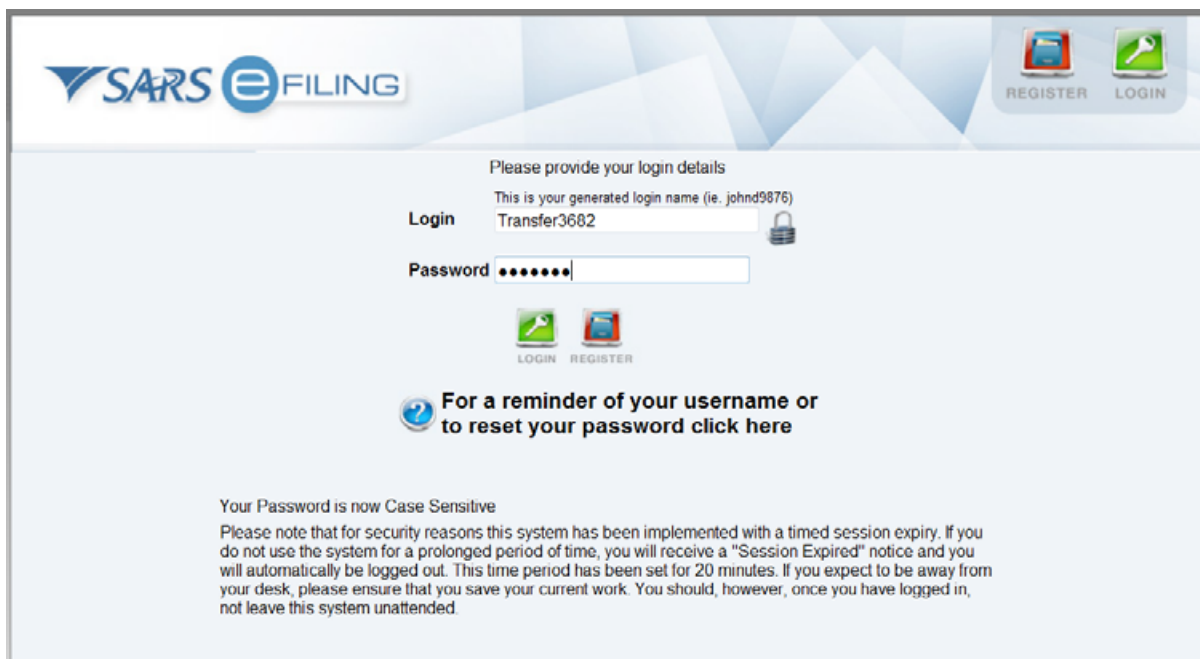 SARS eFILING
REGISTER LOGIN
Please provide your login details
This is your generated login name (ie. johnd9876)
Login Transfer3682
Password •••••••
LOGIN REGISTER
For a reminder of your username or
to reset your password click here
Your Password is now Case Sensitive
Please note that for security reasons this system has been implemented with a timed session expiry. If you
do not use the system for a prolonged period of time, you will receive a "Session Expired" notice and you
will automatically be logged out. This time period has been set for 20 minutes. If you expect to be away from
your desk, please ensure that you save your current work. You should, however, once you have logged in,
not leave this system unattended.